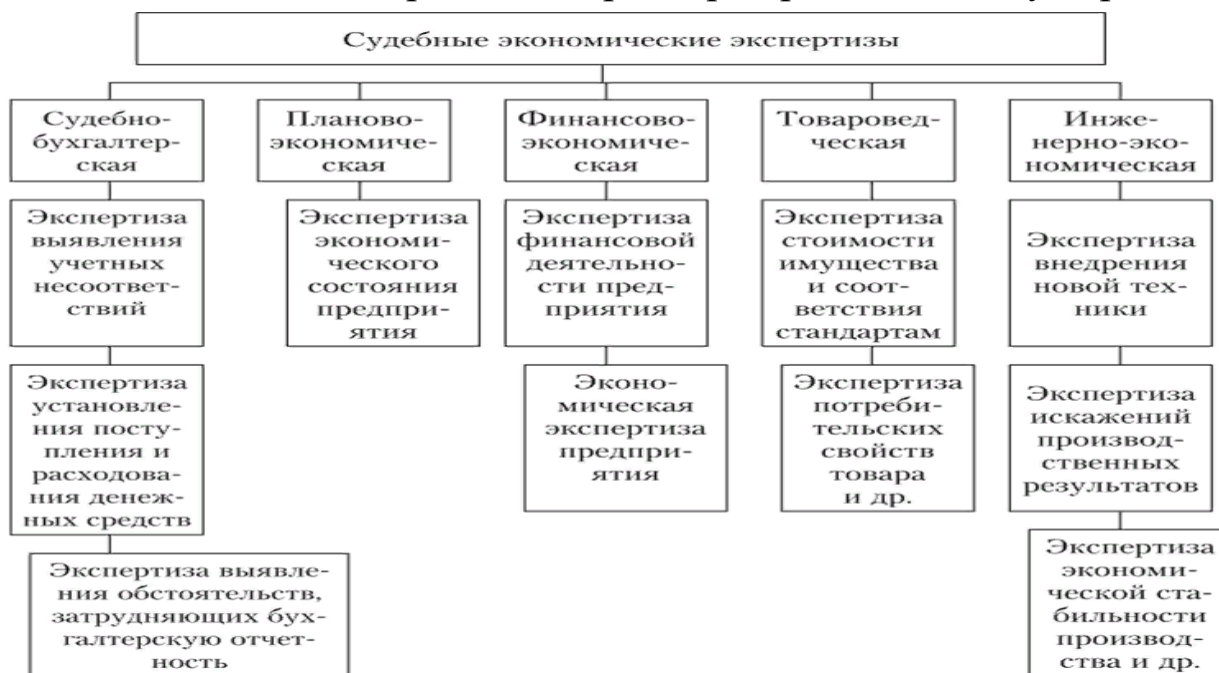 Судебные экономические экспертизы
Судебно-
бухгалтер-
ская
Планово-
экономиче-
ская
Финансово-
экономиче-
ская
Товаровед-
ческая
Инже-
нерно-эко-
номическая
Экспертиза
выявления
учетных
несоответ-
ствий
Экспертиза
экономи-
ческого
состояния
предпри-
ятия
Экспертиза
финансовой
деятельно-
сти пред-
приятия
Экспертиза
стоимости
имущества
и соот-
ветствия
стандартам
Экспертиза
внедрения
новой тех-
ники
Экспертиза
установле-
ния посту-
пления и
расходова-
ния денеж-
ных средств
Эконо-
мическая
экспертиза
предпри-
ятия
Экспертиза
потреби-
тельских
свойств
товара
и др.
Экспертиза
искажений
производ-
ственных
результатов
Экспертиза выявле-
ния обстоятельств,
затрудняющих бух-
галтерскую отчет-
ность
Экспертиза
экономи-
ческой ста-
бильности
производ-
ства и др.